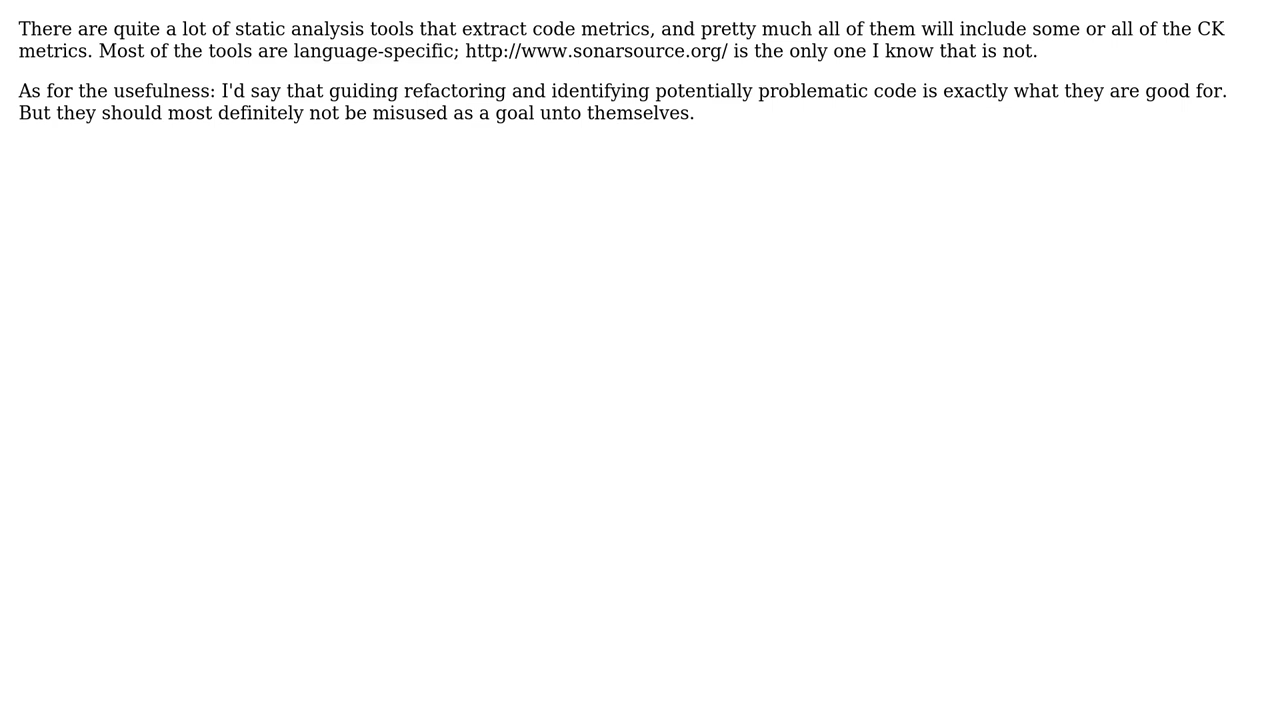 There are quite a lot of static analysis tools that extract code metrics, and pretty much all of them will include some or all of the CK
metrics. Most of the tools are language-specific; http://www.sonarsource.org/ is the only one I know that is not.
As for the usefulness: I'd say that guiding refactoring and identifying potentially problematic code is exactly what they are good for.
But they should most definitely not be misused as a goal unto themselves.